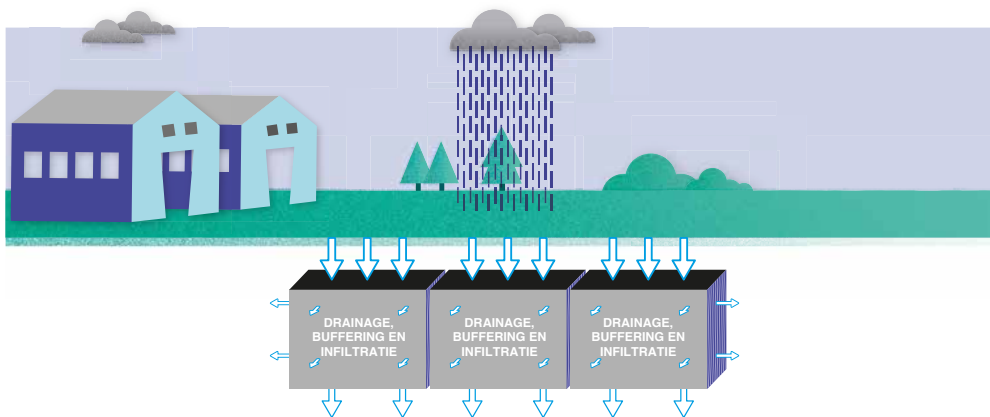 DRAINAGE,
BUFFERING EN
INFILTRATIE
DRAINAGE,
BUFFERING EN
INFILTRATIE
DRAINAGE,
BUFFERING EN
INFILTRATIE